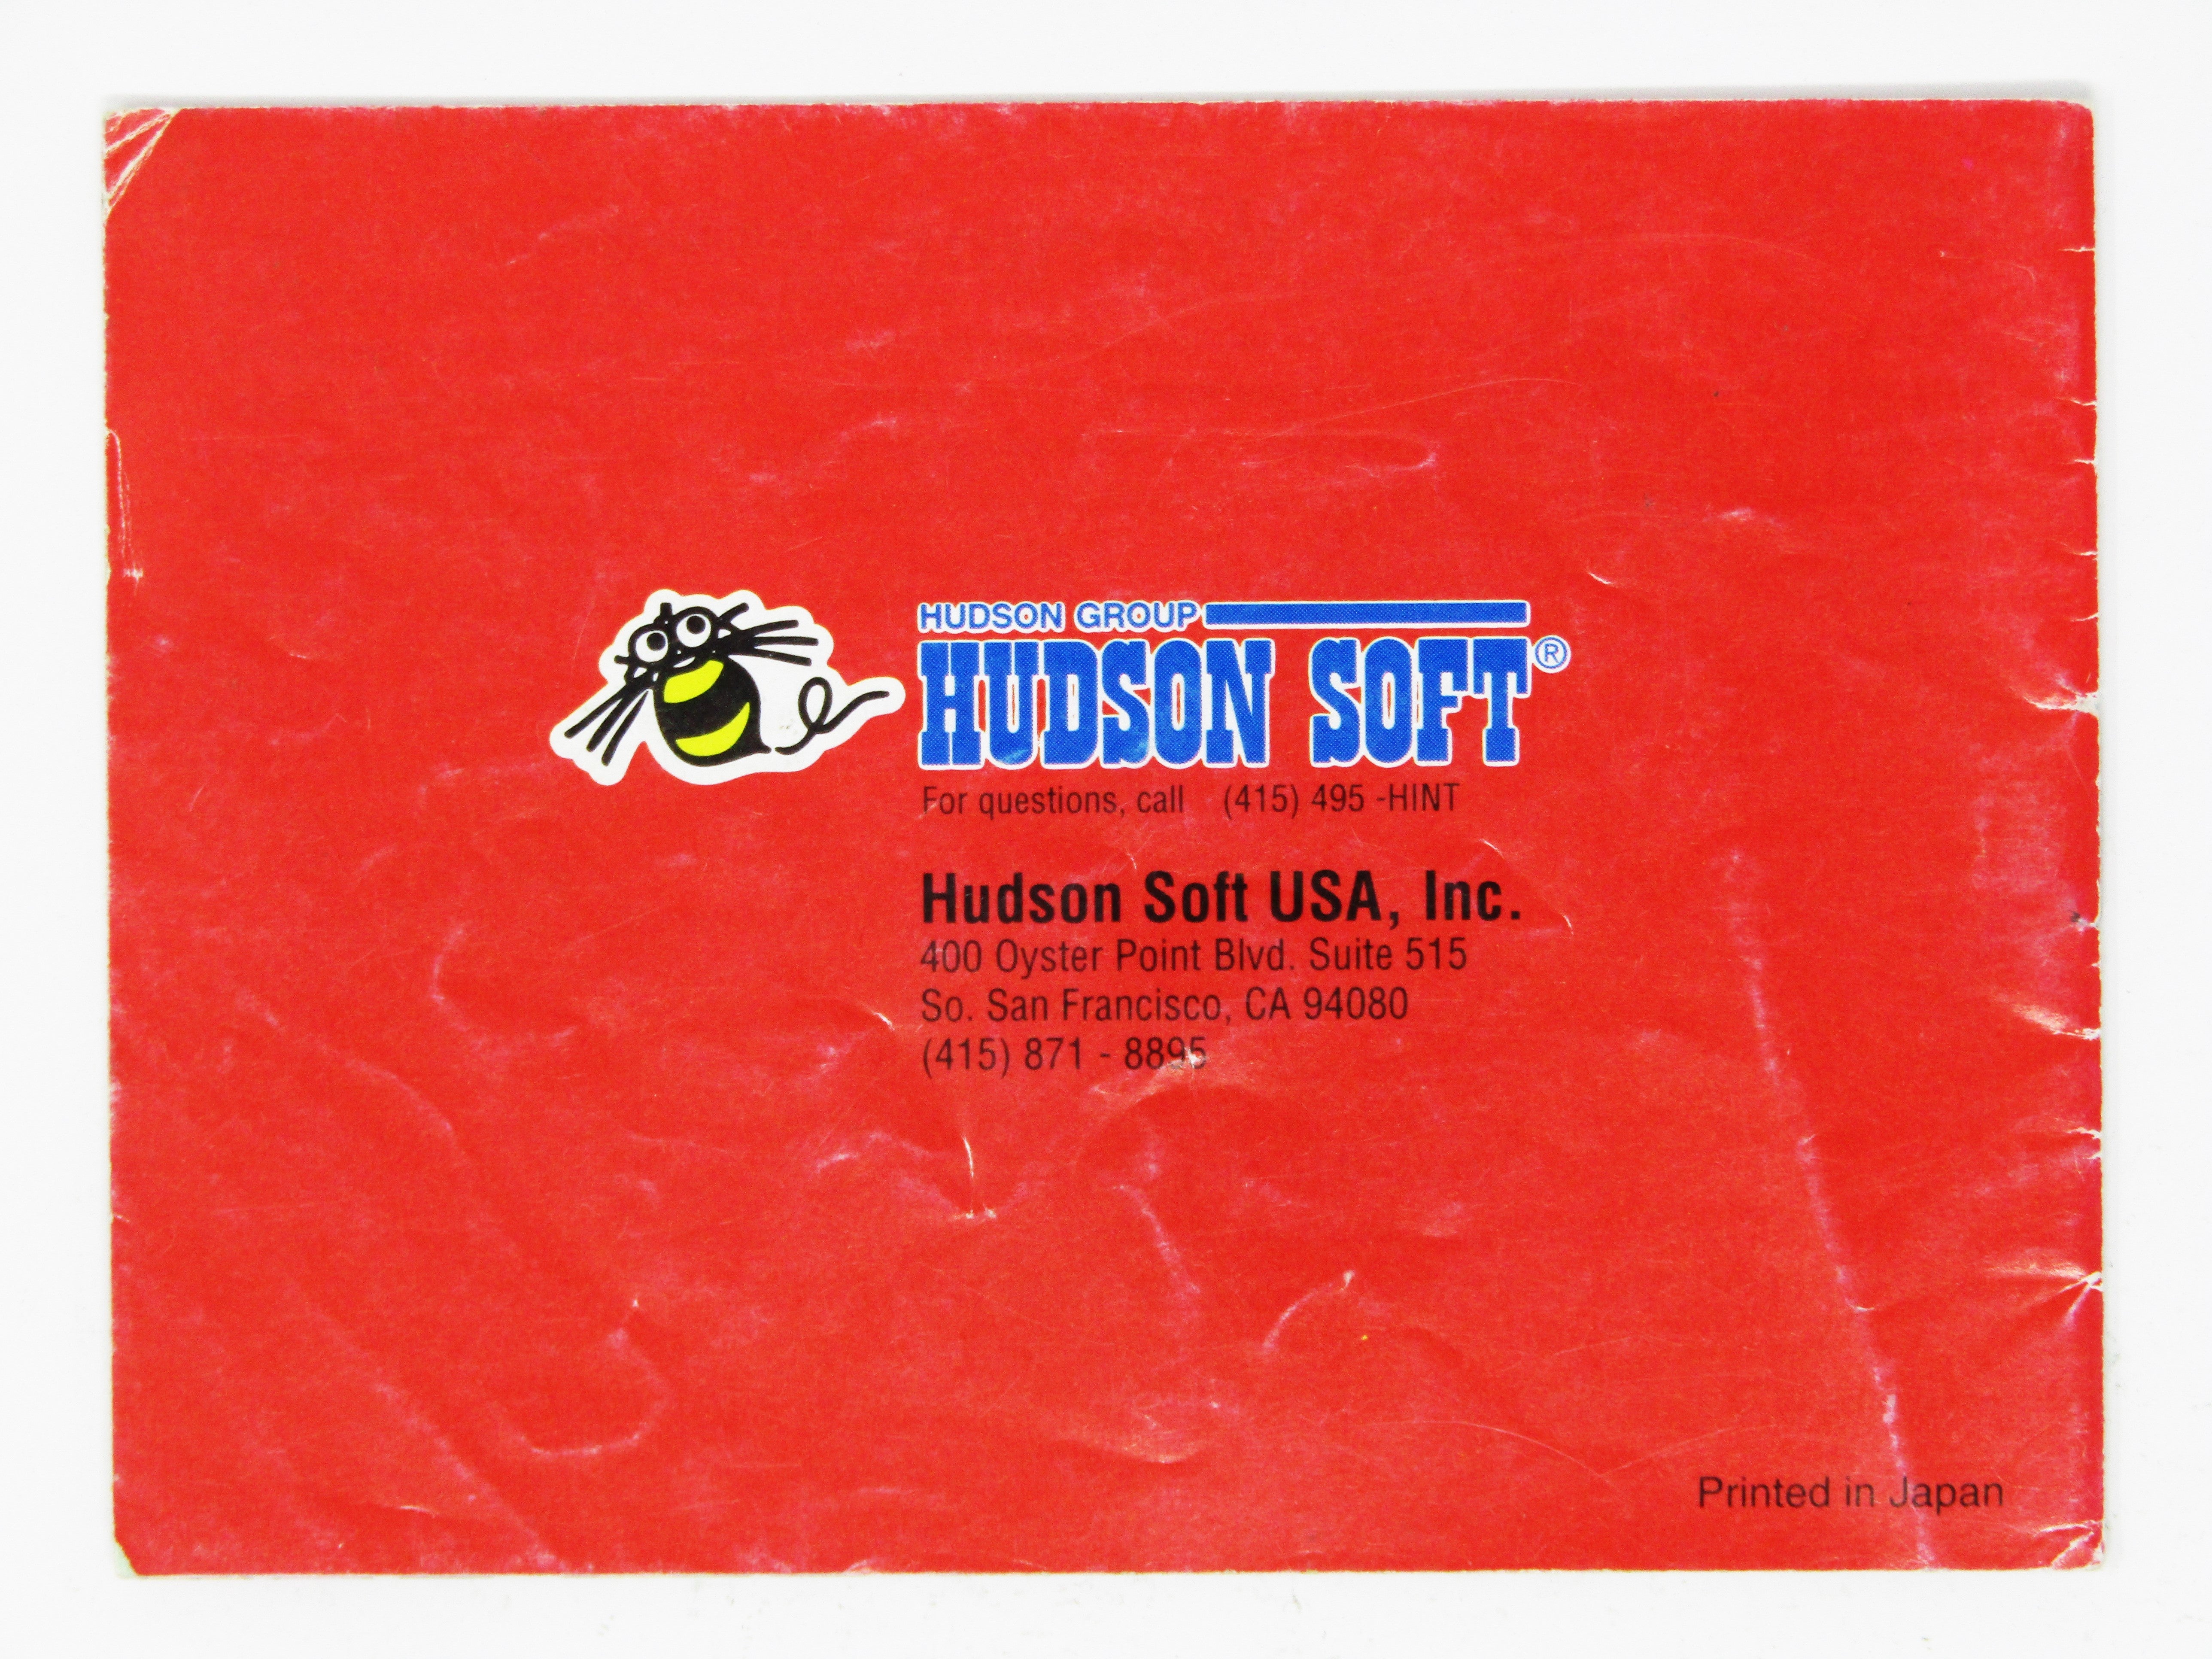 HUDSON GROUP
HUDSON SOFT®
For questions, call (415) 495 -HINT
Hudson Soft USA, Inc.
400 Oyster Point Blvd. Suite 515
So. San Francisco, CA 94080
(415) 871 - 8895
Printed in Japan